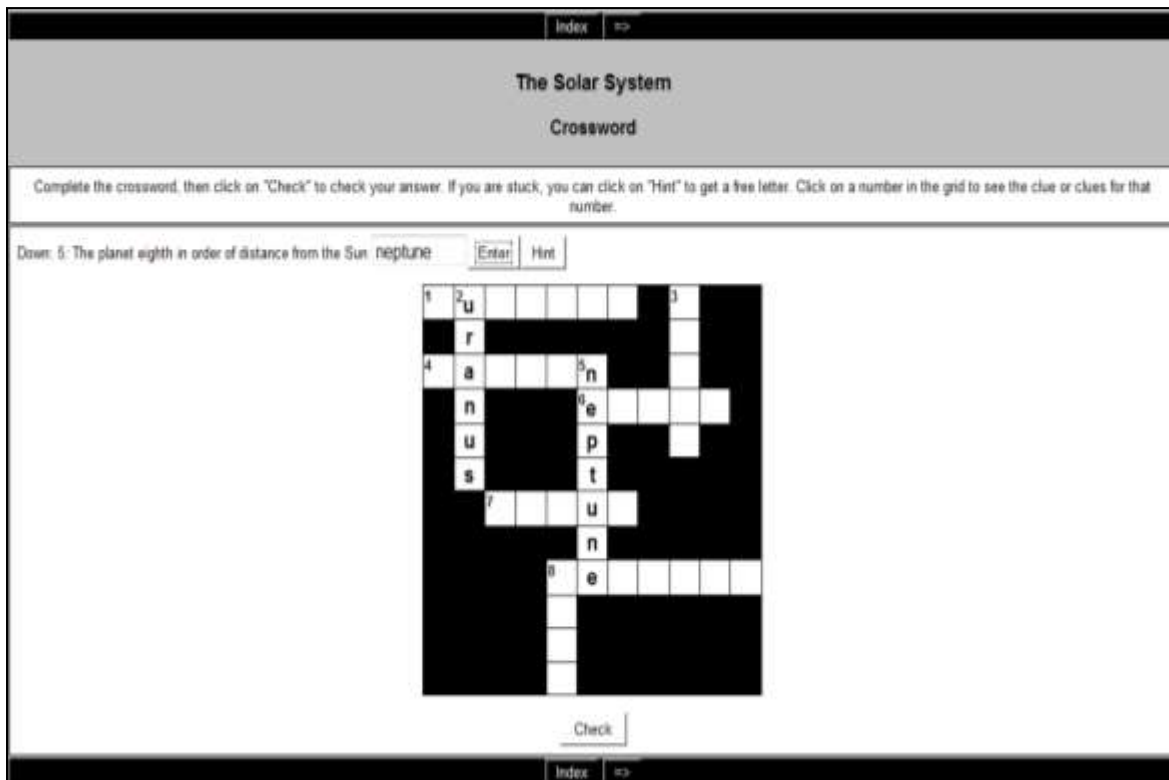 Index =>
The Solar System
Crossword
Complete the crossword, then click on "Check" to check your answer. If you are stuck, you can click on "Hint" to get a free letter. Click on a number in the grid to see the clue or clues for that
number.
Down: 5: The planet eighth in order of distance from the Sun neptune Enter Hint
1 2 u 3
r
4 a 5 n
n 6 e
u p
s t
7 u
n
8 e
Check
Index =>